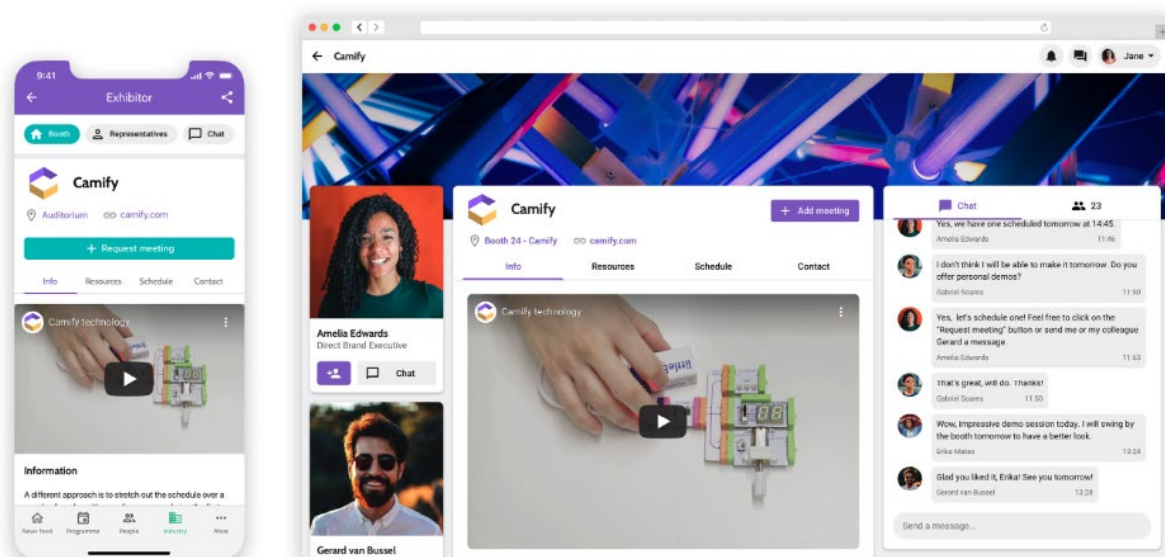 9:41
Exhibitor
Booth
Representatives
Chat
Camify
Auditorium
camify.com
+ Request meeting
Info
Resources
Schedule
Contact
Camify technology
Information
A different approach is to stretch out the schedule over a
News feed
Programme
People
Industry
More
Camify
Jane
Amelia Edwards
Direct Brand Executive
Chat
Gerard van Bussel
Camify
+ Add meeting
Booth 24 - Camify
camify.com
Info
Resources
Schedule
Contact
Camify technology
littleBits
Chat
23
Yes, we have one scheduled tomorrow at 14:45.
Amelia Edwards 11:46
I don't think I will be able to make it tomorrow. Do you
offer personal demos?
Gabriel Soares 11:50
Yes, let's schedule one! Feel free to click on the
"Request meeting" button or send me or my colleague
Gerard a message.
Amelia Edwards 11:53
That's great, will do. Thanks!
Gabriel Soares 11:50
Wow, impressive demo session today. I will swing by
the booth tomorrow to have a better look.
Erika Mateo 13:24
Glad you liked it, Erika! See you tomorrow!
Gerard van Bussel 13:28
Send a message...